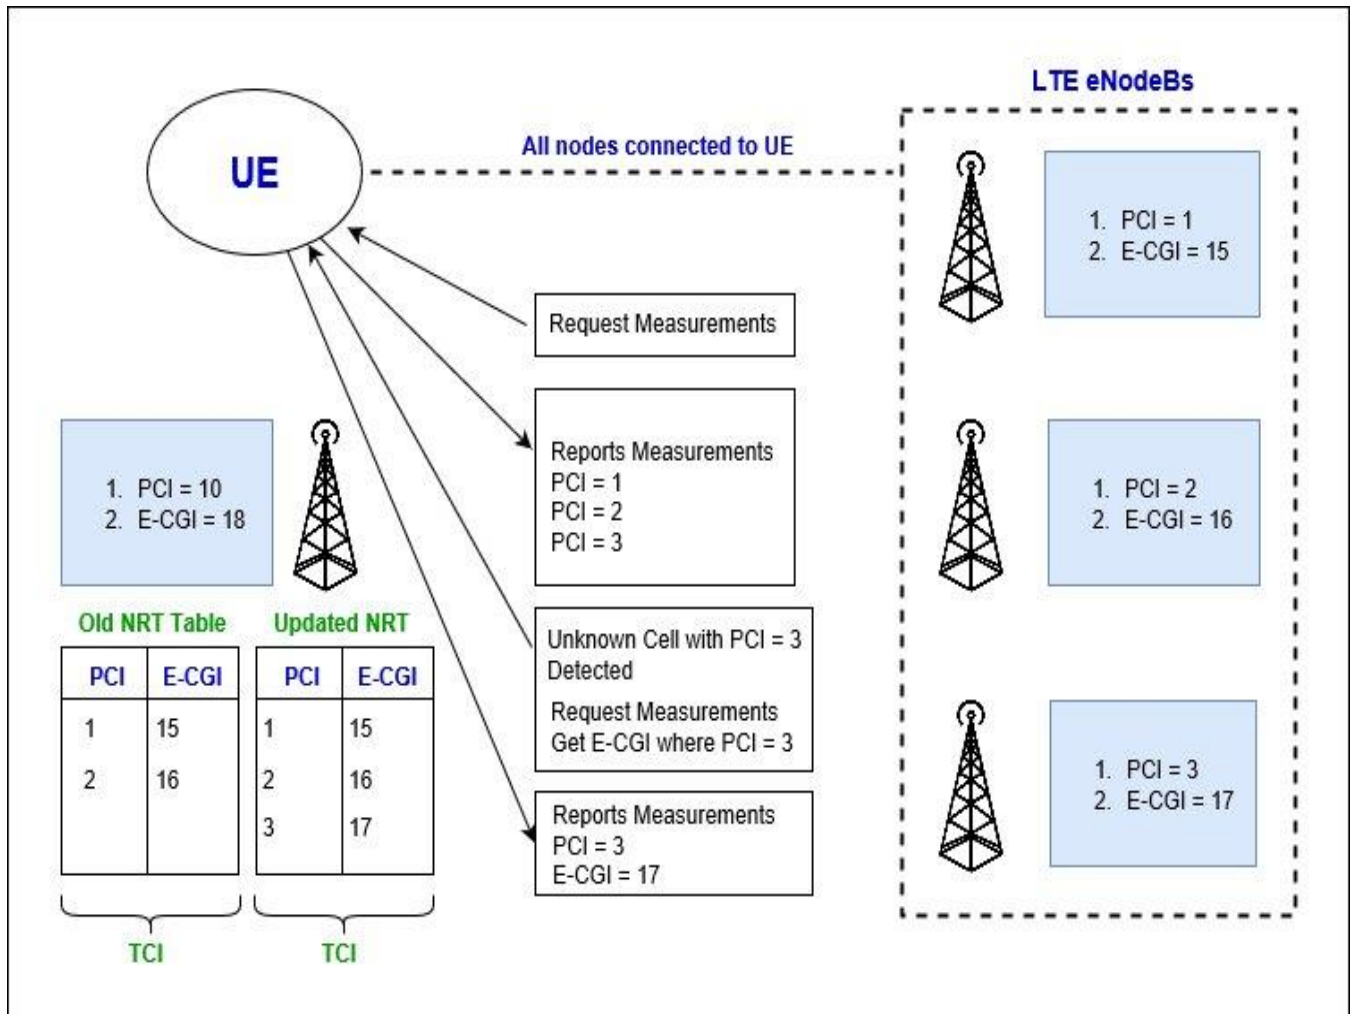 LTE eNodeBs
UE
All nodes connected to UE
1. PCI = 1
2. E-CGI = 15
Request Measurements
Reports Measurements
PCI = 1
PCI = 2
PCI = 3
1. PCI = 10
2. E-CGI = 18
1. PCI = 2
2. E-CGI = 16
Old NRT Table
PCI E-CGI
1 15
2 16
TCI
Updated NRT
PCI E-CGI
1 15
2 16
3 17
TCI
Unknown Cell with PCI = 3
Detected
Request Measurements
Get E-CGI where PCI = 3
Reports Measurements
PCI = 3
E-CGI = 17
1. PCI = 3
2. E-CGI = 17